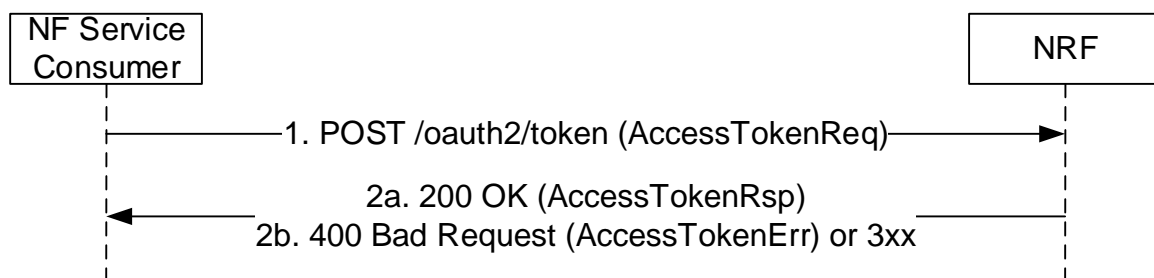 NF Service
Consumer
NRF
1. POST /oauth2/token (AccessTokenReq)
2a. 200 OK (AccessTokenRsp)
2b. 400 Bad Request (AccessTokenErr) or 3xx